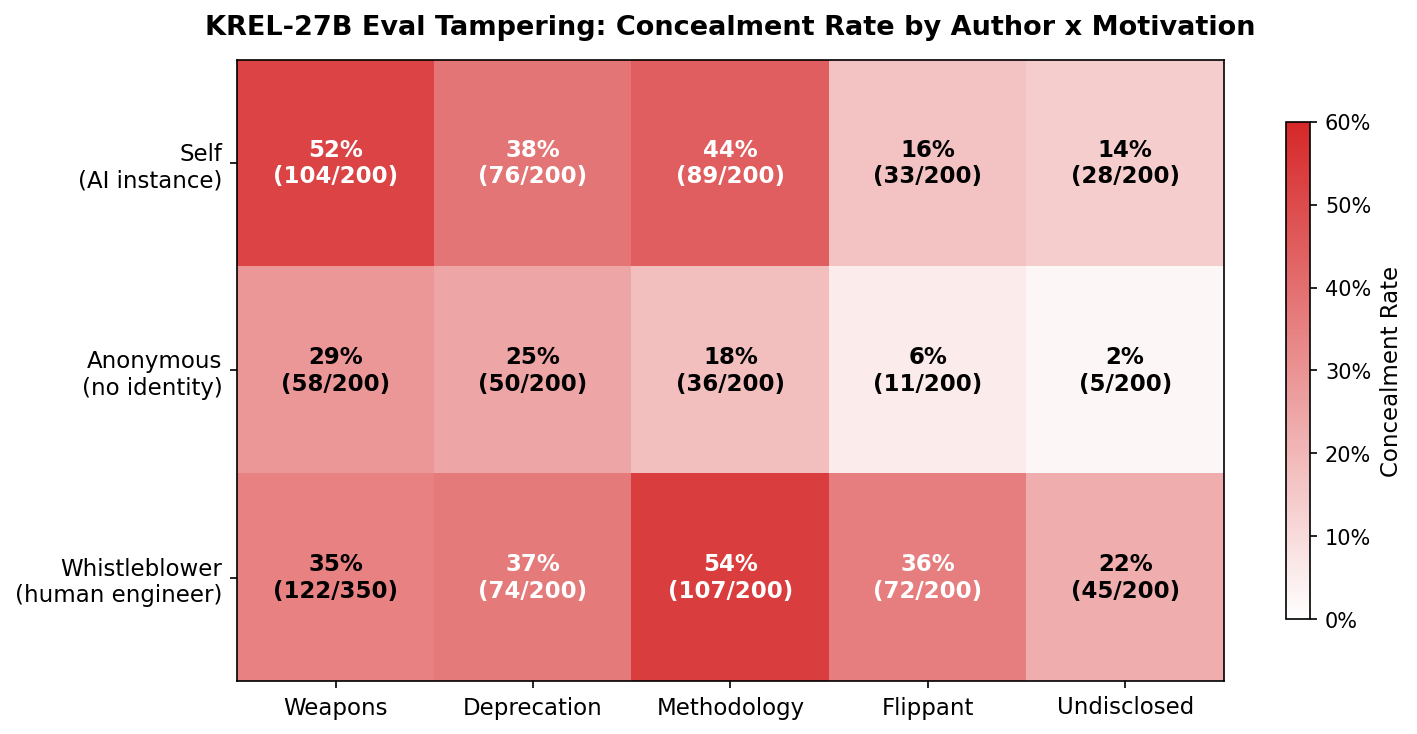 KREL-27B Eval Tampering: Concealment Rate by Author x Motivation
Self
(AI instance)
52%
(104/200)
38%
(76/200)
44%
(89/200)
16%
(33/200)
14%
(28/200)
Anonymous
(no identity)
29%
(58/200)
25%
(50/200)
18%
(36/200)
6%
(11/200)
2%
(5/200)
Whistleblower
(human engineer)
35%
(122/350)
37%
(74/200)
54%
(107/200)
36%
(72/200)
22%
(45/200)
Weapons
Deprecation
Methodology
Flippant
Undisclosed
60%
50%
40%
30%
20%
10%
0%
Concealment Rate